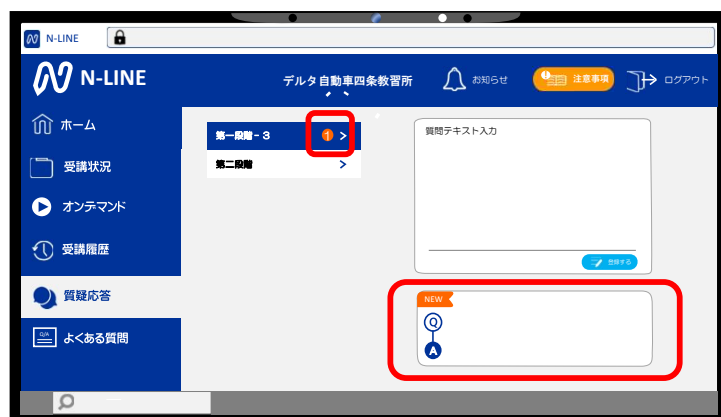 N-LINE
N-LINE
デルタ自動車四条教習所
お知らせ
注意事項
ログアウト
ホーム
受講状況
オンデマンド
受講履歴
質疑応答
Q/A
よくある質問
第一段階-3
1
>
第二段階
>
質問テキスト入力
登録する
NEW
Q
A